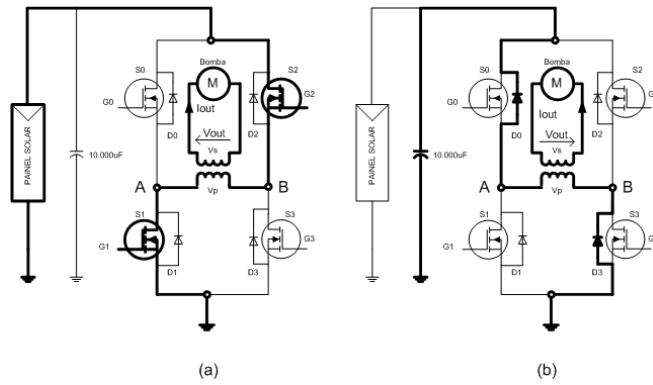 S0
Bomba
S2
M
G0
G2
Iout
D0
Vout
D2
Vs
PAINEL SOLAR
10.000uF
A
Vp
B
S1
S3
G1
G3
D1
D3
(a)
S0
Bomba
S2
M
G0
G
Iout
D0
Vout
D2
Vs
PAINEL SOLAR
10.000uF
A
Vp
B
S1
S3
G1
G
D1
D3
(b)